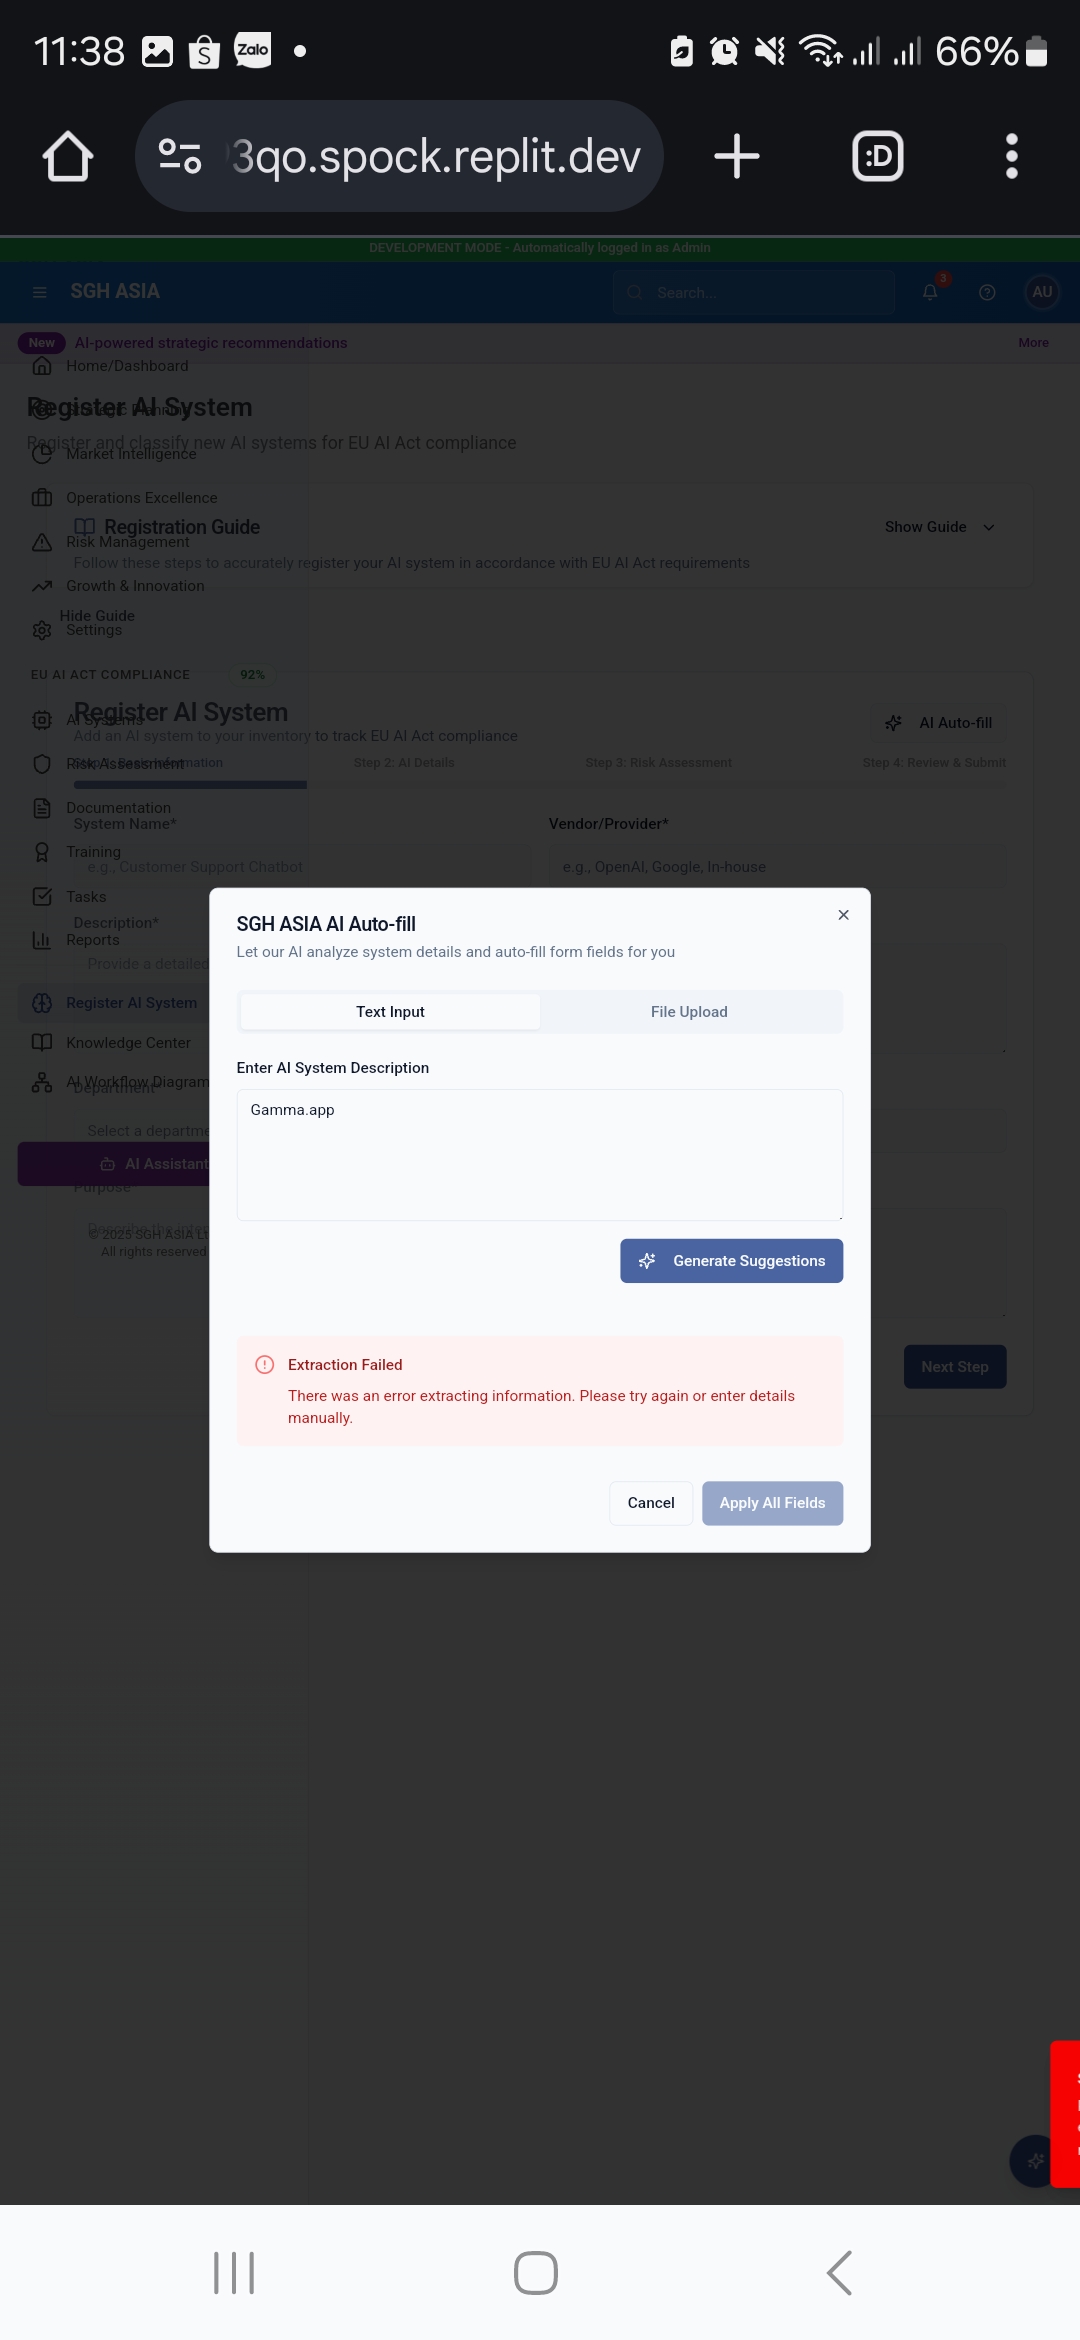 11:38
Zalo
66%
3qo.spock.replit.dev
:D
DEVELOPMENT MODE - Automatically logged in as Admin
SGH ASIA
Search...
3
AU
New
AI-powered strategic recommendations
More
Home/Dashboard
Register AI System
Strategic Planning
Register and classify new AI systems for EU AI Act compliance
Market Intelligence
Operations Excellence
Registration Guide
Show Guide
Risk Management
Follow these steps to accurately register your AI system in accordance with EU AI Act requirements
Growth & Innovation
Hide Guide
Settings
EU AI ACT COMPLIANCE
92%
Register AI System
AI Systems
AI Auto-fill
Add an AI system to your inventory to track EU AI Act compliance
Step 1: Basic Information
Step 2: AI Details
Step 3: Risk Assessment
Step 4: Review & Submit
Risk Assessment
Documentation
System Name*
Vendor/Provider*
Training
e.g., Customer Support Chatbot
e.g., OpenAI, Google, In-house
Tasks
Description*
Reports
Provide a detailed
Register AI System
Knowledge Center
AI Workflow Diagram
Department*
Select a departme
AI Assistant
Purpose
Describe the inten
© 2025 SGH ASIA Lt
All rights reserved
SGH ASIA AI Auto-fill
Let our AI analyze system details and auto-fill form fields for you
Text Input
File Upload
Enter AI System Description
Gamma.app
Generate Suggestions
Extraction Failed
There was an error extracting information. Please try again or enter details
manually.
Next Step
Cancel
Apply All Fields